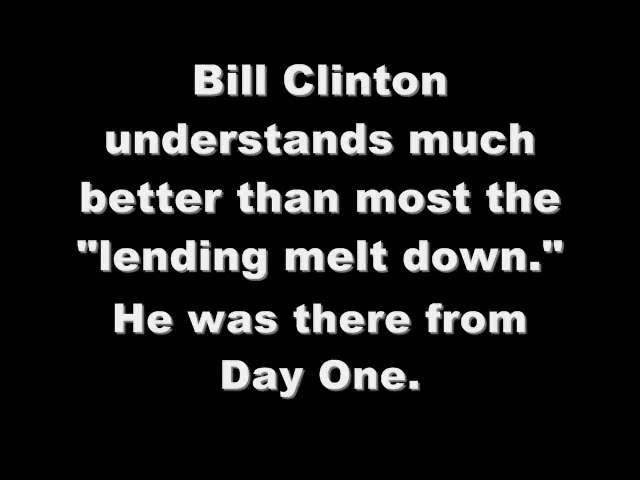 Bill Clinton
understands much
better than most the
"lending melt down."
He was there from
Day One.